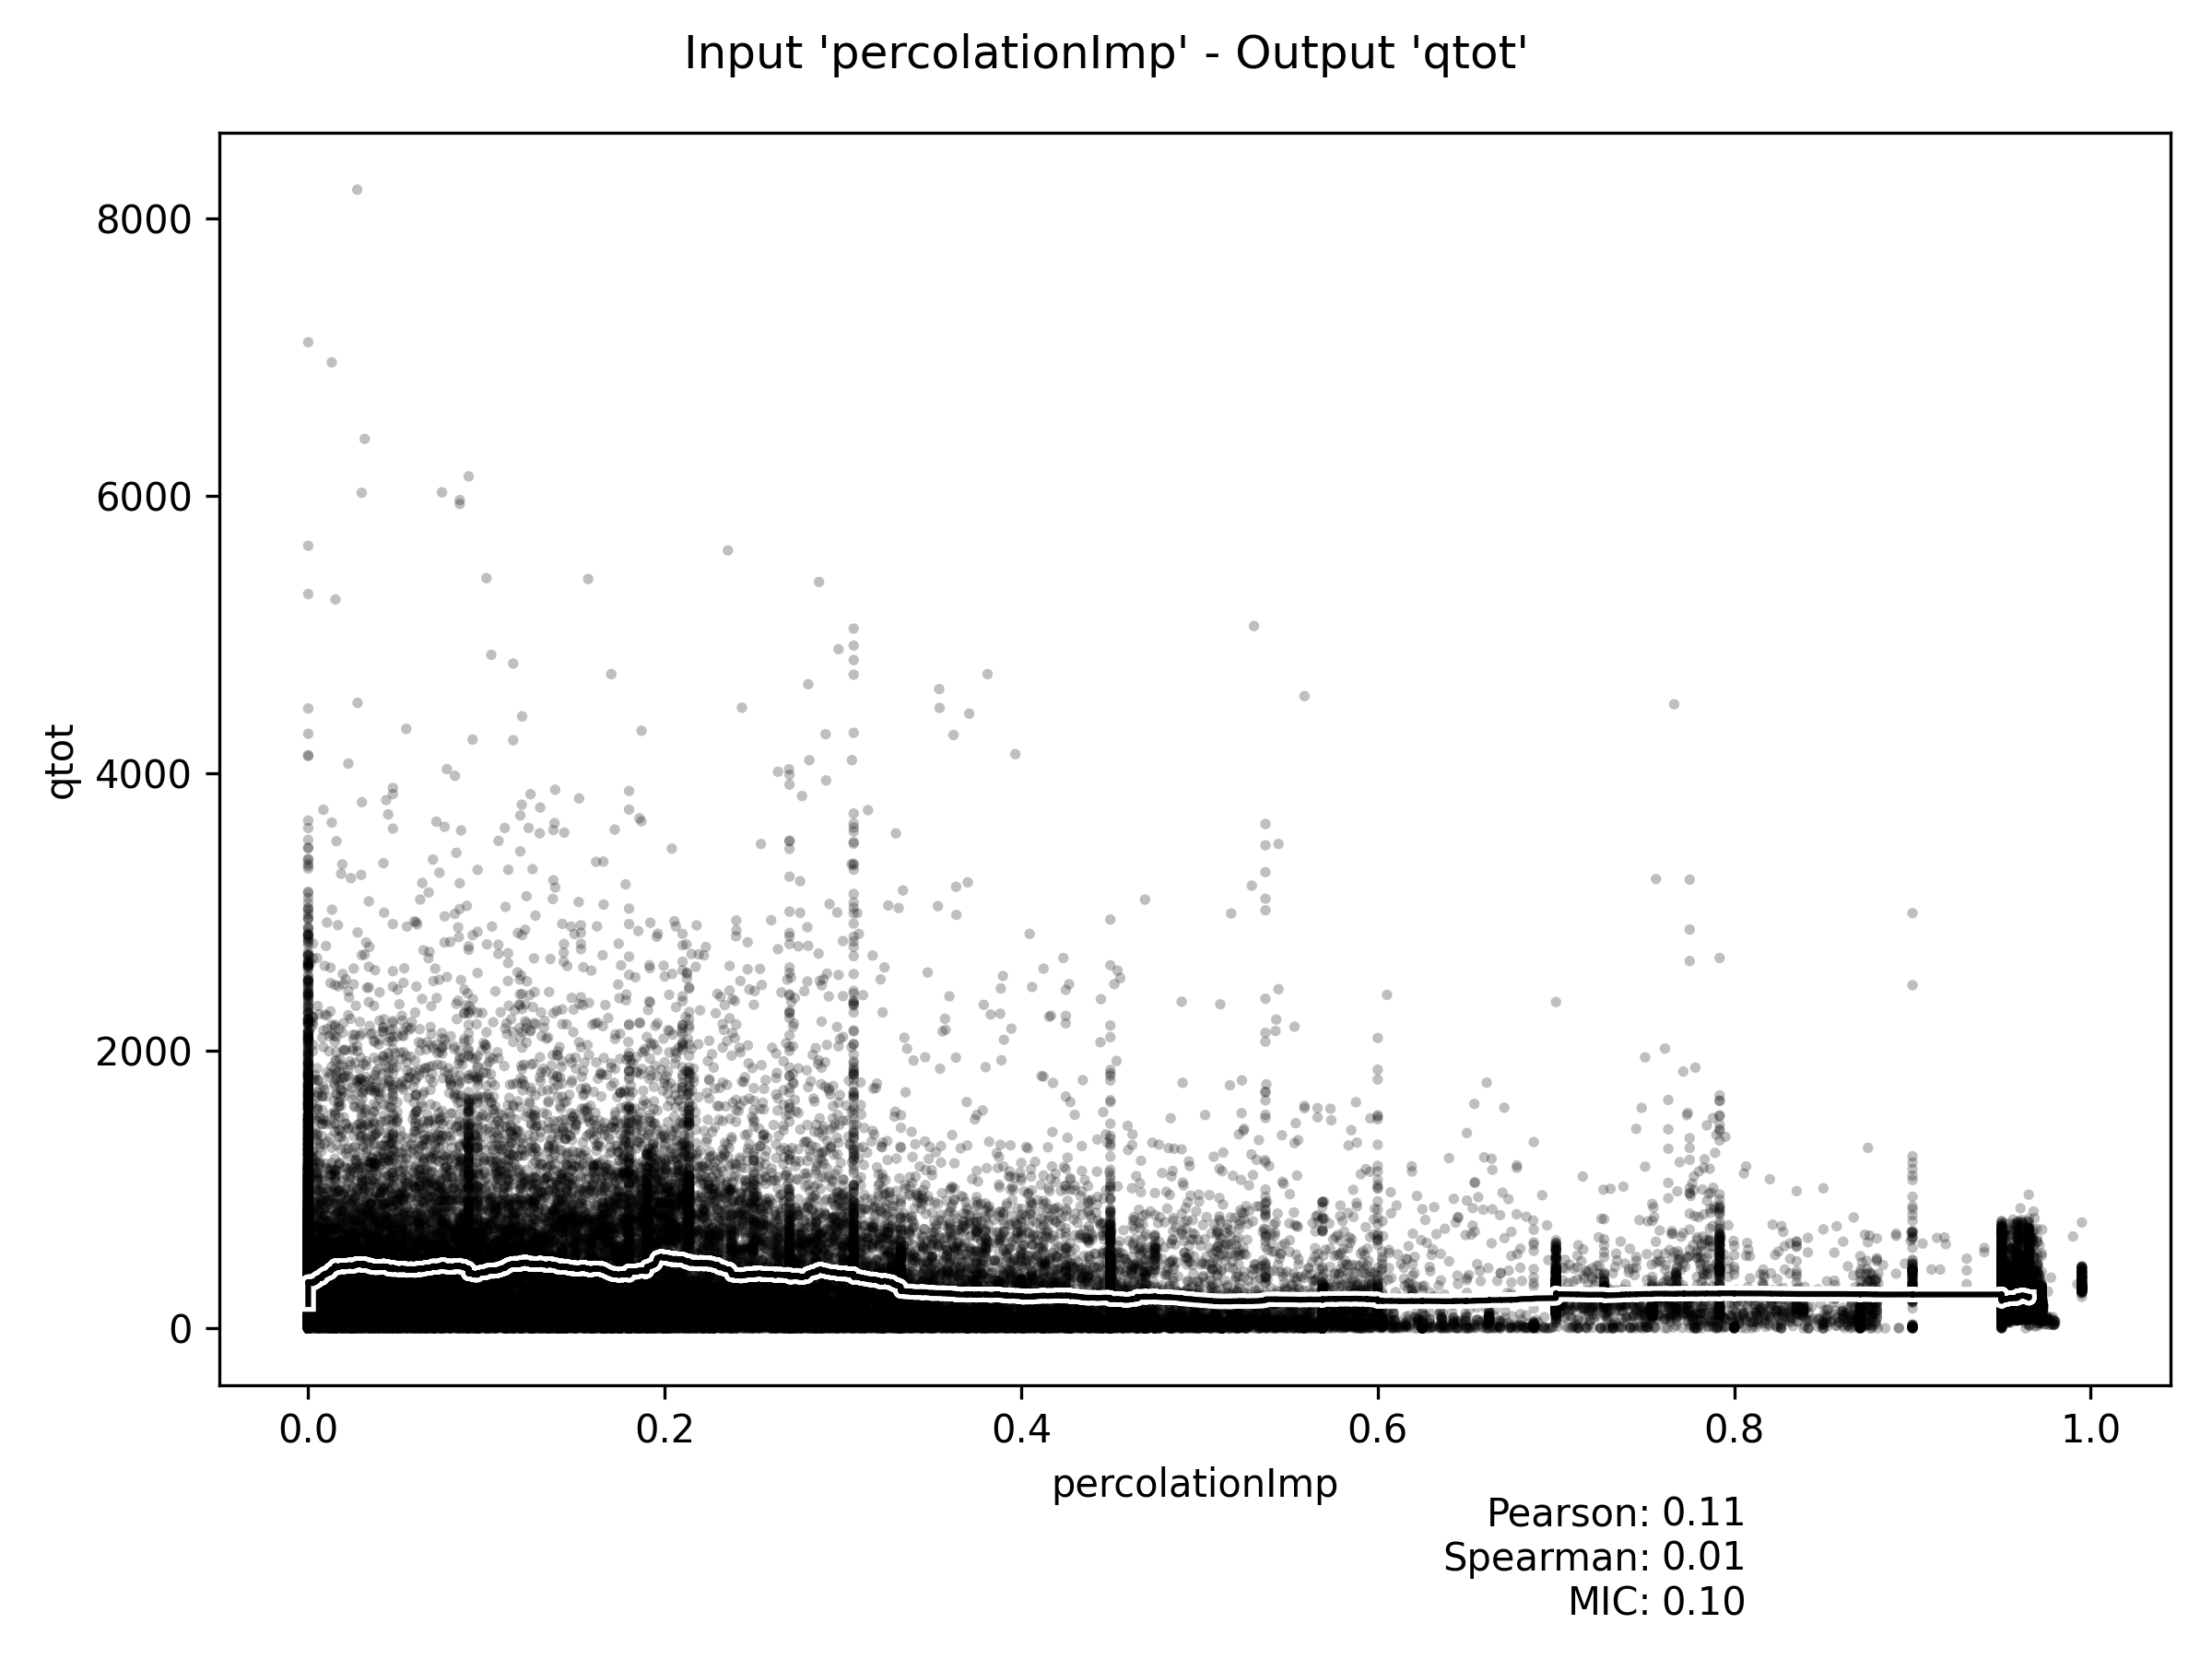 Input 'percolationImp' - Output 'qtot'
8000
6000
4000
2000
0
qtot
0.0 0.2 0.4 0.6 0.8 1.0
percolationImp
Pearson: 0.11
Spearman: 0.01
MIC: 0.10